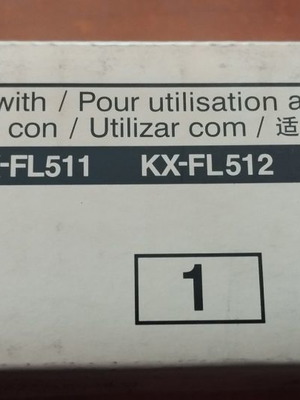 with / Pour utilisation a
con / Utilizar com / 适
-FL511 KX-FL512
1